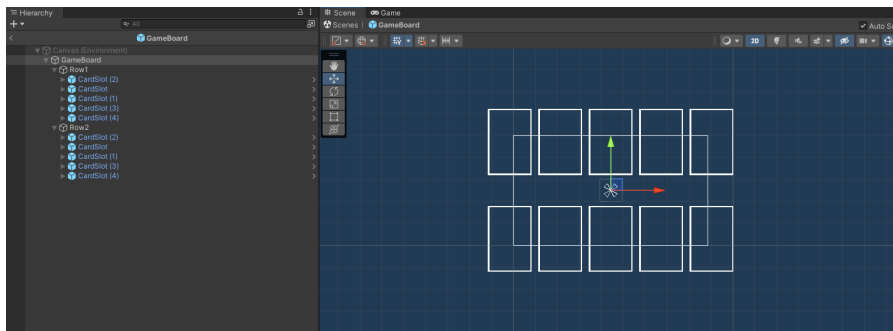 Hierarchy
All
GameBoard
Canvas (Environment)
GameBoard
Row1
CardSlot (2)
CardSlot
CardSlot (1)
CardSlot (3)
CardSlot (4)
Row2
CardSlot (2)
CardSlot
CardSlot (1)
CardSlot (3)
CardSlot (4)
Scene Game
Scenes | GameBoard Auto Sa
2D